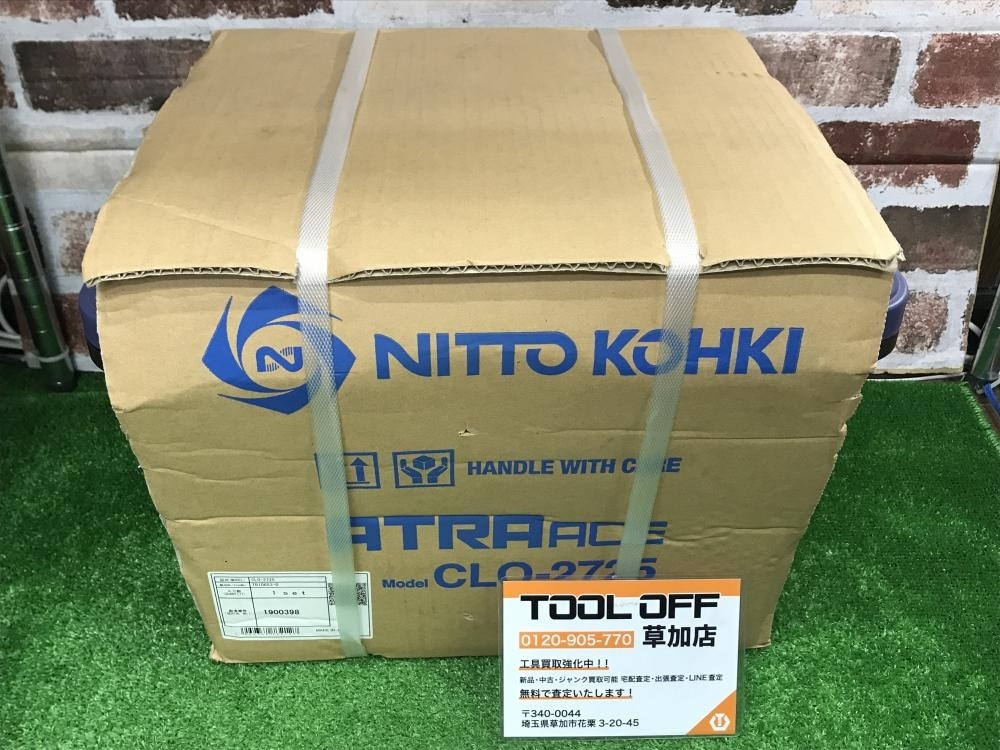 NITTO KOHKI
HANDLE WITH CARE
ATRA ACE
Model CLO-2725
CLO-2725
1 set
1900398
TOOL OFF
0120-905-770 草加店
工具買取強化中!!
新品・中古・ジャンク買取可能 宅配査定・出張査定・LINE査定
無料で査定いたします!
〒340-0044
埼玉県草加市花栗 3-20-45